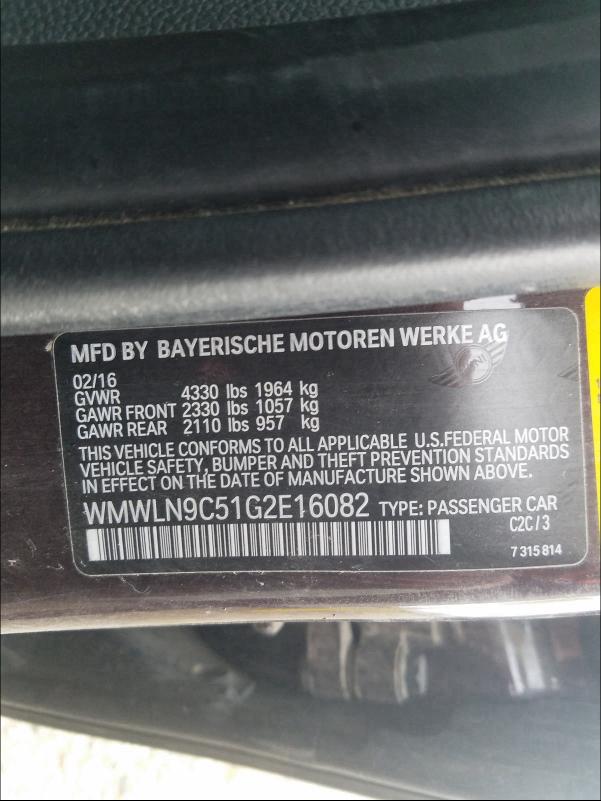 MFD BY BAYERISCHE MOTOREN WERKE AG
02/16
GVWR 4330 lbs 1964 kg
GAWR FRONT 2330 lbs 1057 kg
GAWR REAR 2110 lbs 957 kg
THIS VEHICLE CONFORMS TO ALL APPLICABLE U.S.FEDERAL MOTOR
VEHICLE SAFETY, BUMPER AND THEFT PREVENTION STANDARDS
IN EFFECT ON THE DATE OF MANUFACTURE SHOWN ABOVE.
WMWLN9C51G2E16082 TYPE: PASSENGER CAR
C2C / 3
7 315 814